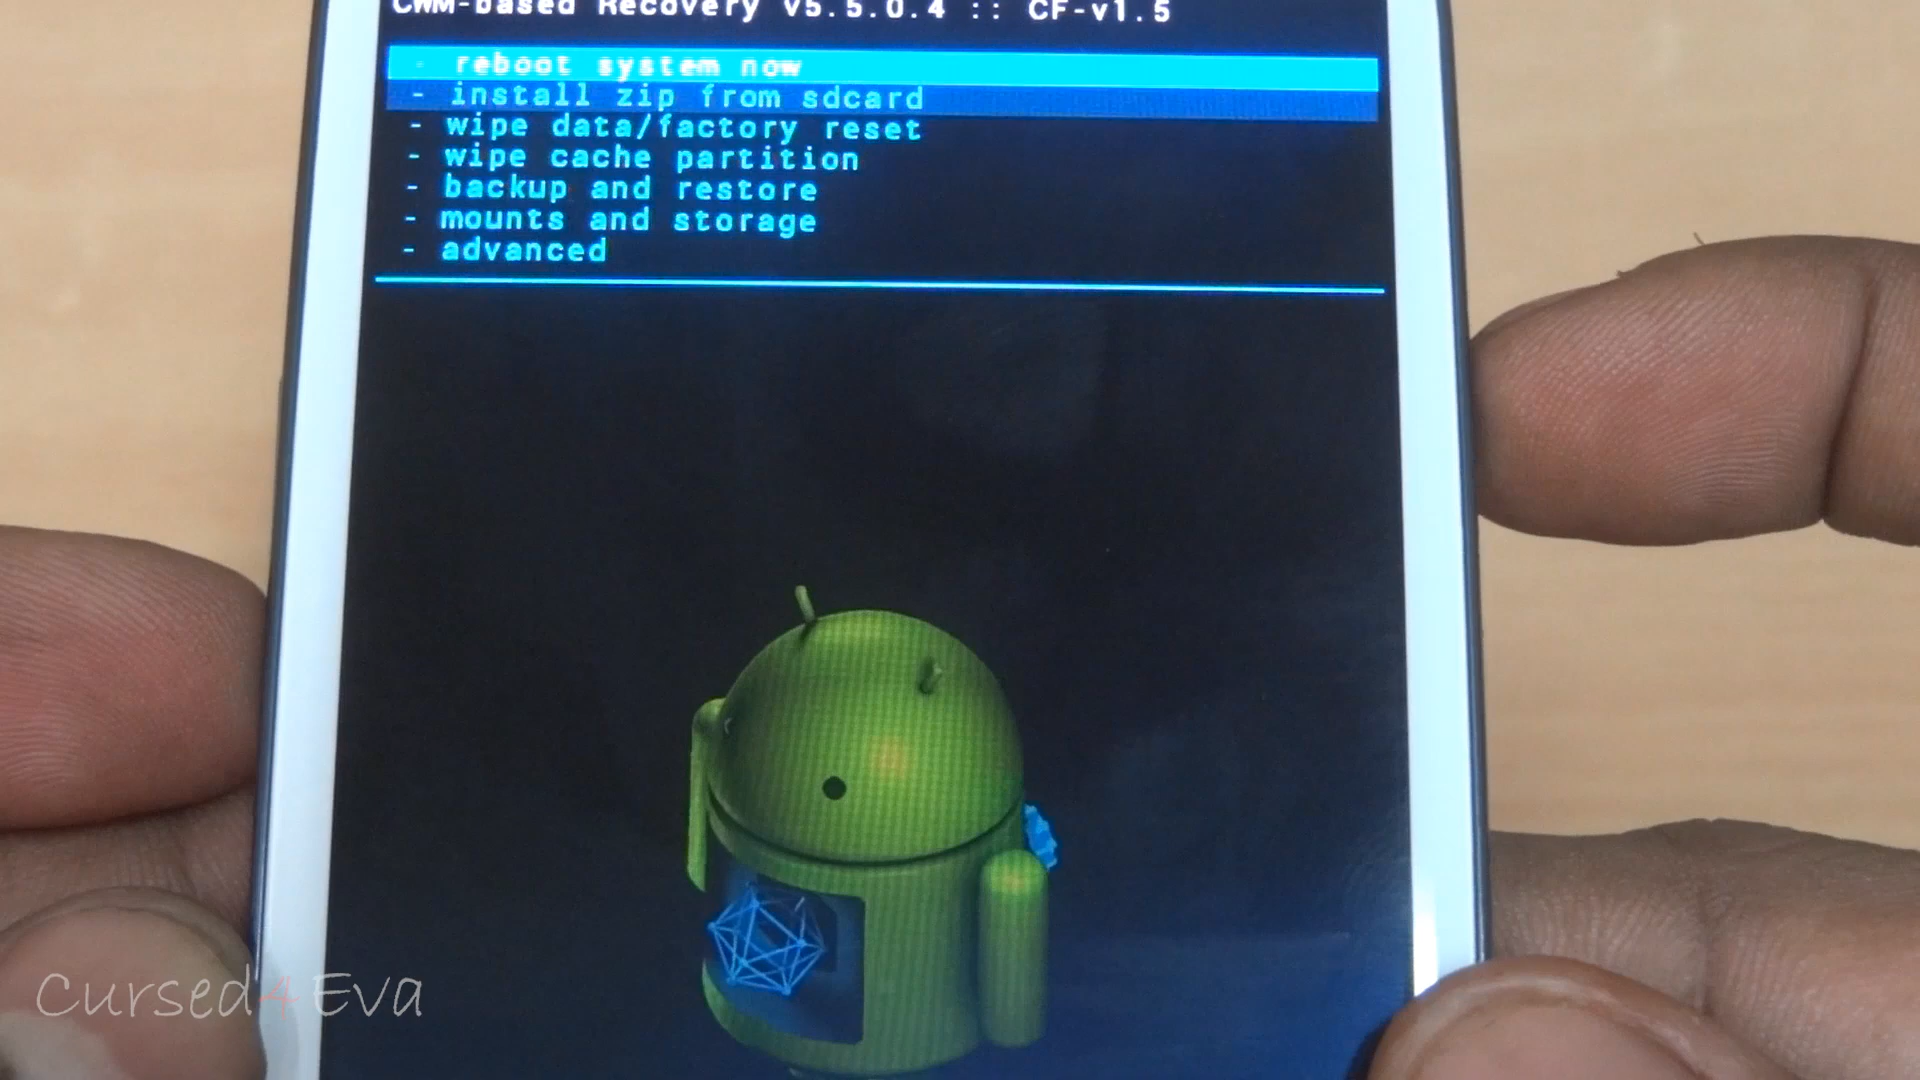 CWM-based Recovery v5.5.0.4 :: CF-v1.5
- reboot system now
- install zip from sdcard
- wipe data/factory reset
- wipe cache partition
- backup and restore
- mounts and storage
- advanced
Cursed4Eva